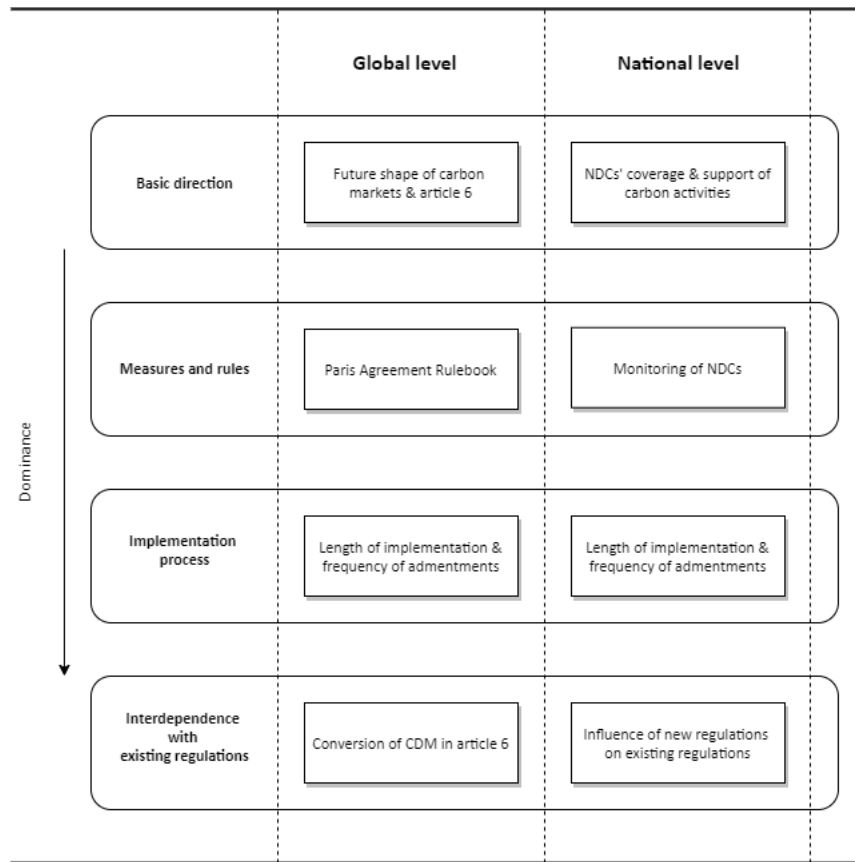 Global level
National level
Basic direction
Future shape of carbon
markets & article 6
NDCs' coverage & support of
carbon activities
Measures and rules
Paris Agreement Rulebook
Monitoring of NDCs
Dominance
Implementation
process
Length of implementation &
frequency of admentments
Length of implementation &
frequency of admentments
Interdependence
with
existing regulations
Conversion of CDM in article 6
Influence of new regulations
on existing regulations